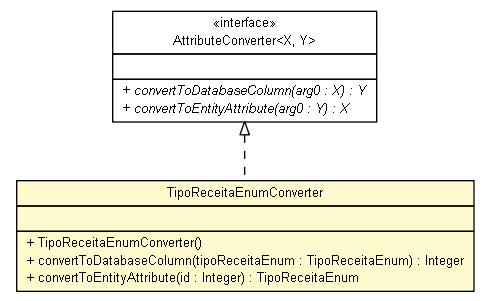 «interface»
AttributeConverter<X, Y>
+ convertToDatabaseColumn(arg0 : X) : Y
+ convertToEntityAttribute(arg0 : Y) : X
TipoReceitaEnumConverter
+ TipoReceitaEnumConverter()
+ convertToDatabaseColumn(tipoReceitaEnum : TipoReceitaEnum) : Integer
+ convertToEntityAttribute(id : Integer) : TipoReceitaEnum